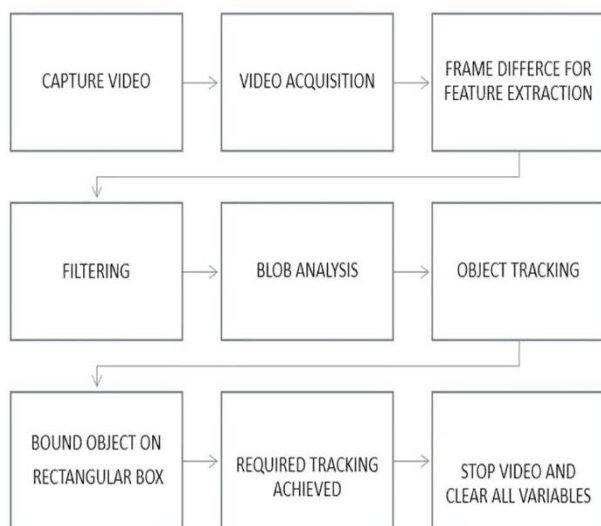 CAPTURE VIDEO
VIDEO ACQUISITION
FRAME DIFFERCE FOR
FEATURE EXTRACTION
FILTERING
BLOB ANALYSIS
OBJECT TRACKING
BOUND OBJECT ON
RECTANGULAR BOX
REQUIRED TRACKING
ACHIEVED
STOP VIDEO AND
CLEAR ALL VARIABLES